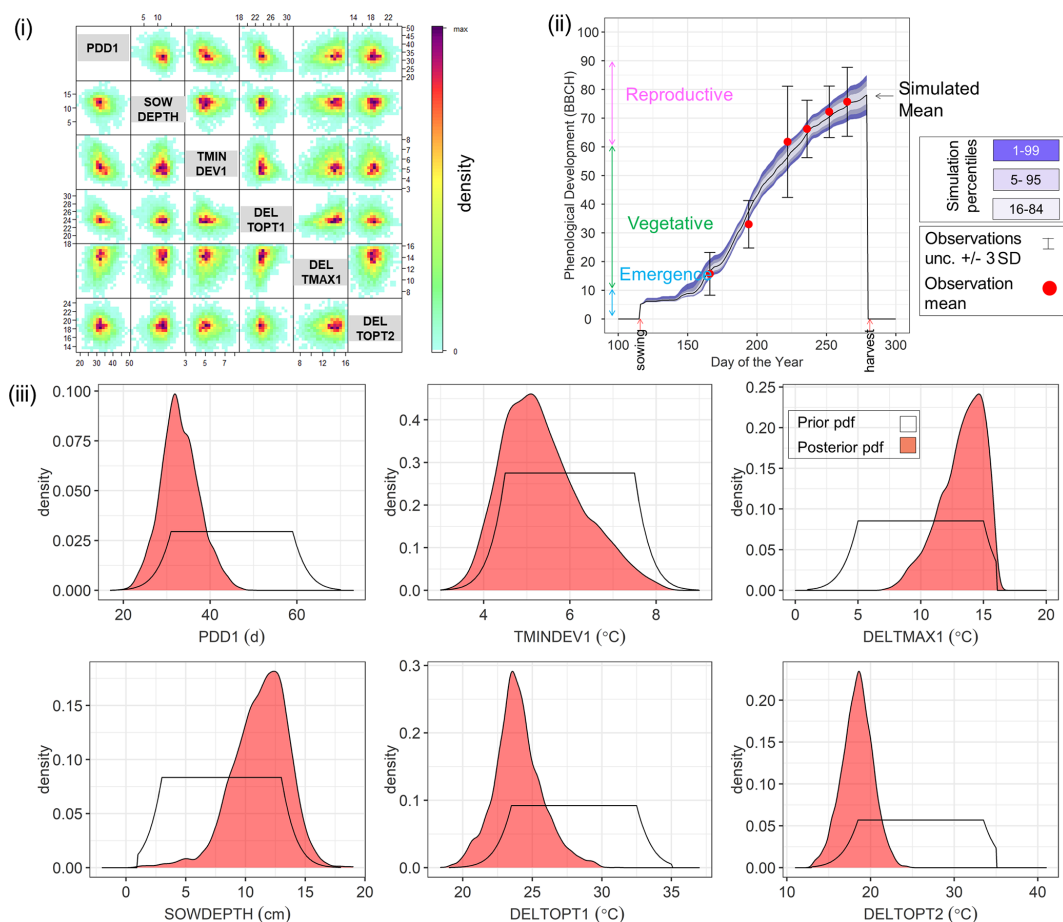 (i)
5 10
18 22 26 30
14 18 22
PDD1
50
45
40
35
30
25
20
15
10
5
SOW
DEPTH
TMIN
DEV1
8
7
6
5
4
3
30
28
26
24
22
20
18
DEL
TOPT1
DEL
TMAX1
14
12
10
8
24
22
20
18
16
14
DEL
TOPT2
20 30 40 50
3 5 7
8 10 12 14 16
max
density
0
(ii)
Phenological Development (BBCH)
100
90
80
70
60
50
40
30
20
10
0
Reproductive
Vegetative
Emergence
Simulated
Mean
100 150 200 250 300
sowing
harvest
Day of the Year
Simulation
percentiles
1-99
5- 95
16-84
Observations
unc. +/- 3 SD
Observation
mean
(iii)
density
0.100
0.075
0.050
0.025
0.000
20 40 60
PDD1 (d)
density
0.4
0.3
0.2
0.1
0.0
4 6 8
TMINDEV1 (°C)
density
0.25
0.20
0.15
0.10
0.05
0.00
Prior pdf
Posterior pdf
0 5 10 15 20
DELTMAX1 (°C)
density
0.15
0.10
0.05
0.00
0 5 10 15 20
SOWDEPTH (cm)
density
0.3
0.2
0.1
0.0
20 25 30 35
DELTOPT1 (°C)
density
0.20
0.15
0.10
0.05
0.00
10 20 30 40
DELTOPT2 (°C)